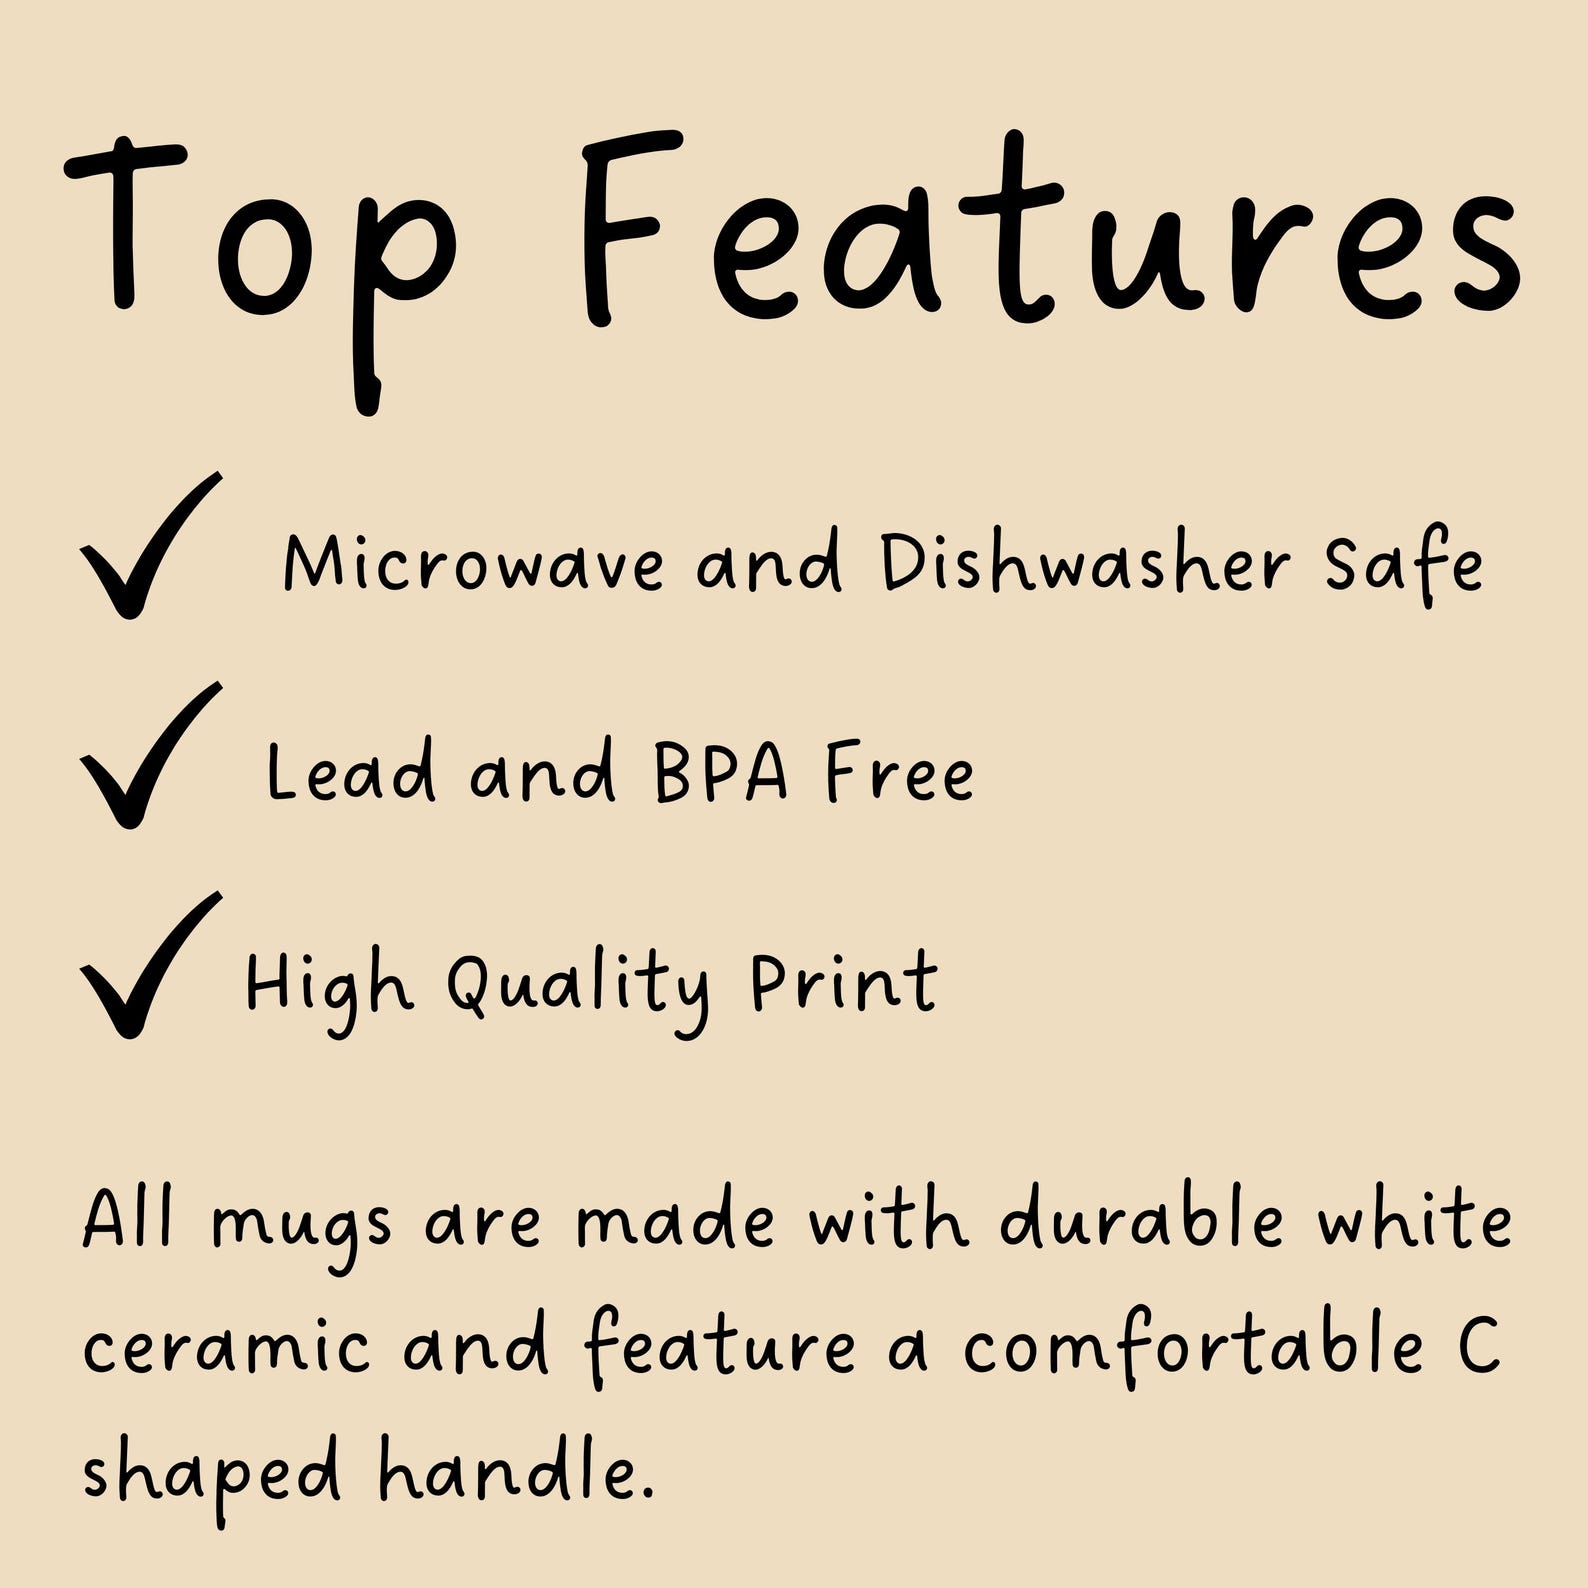 Top Features
✓ Microwave and Dishwasher Safe
✓ Lead and BPA Free
✓ High Quality Print
All mugs are made with durable white
ceramic and feature a comfortable C
shaped handle.